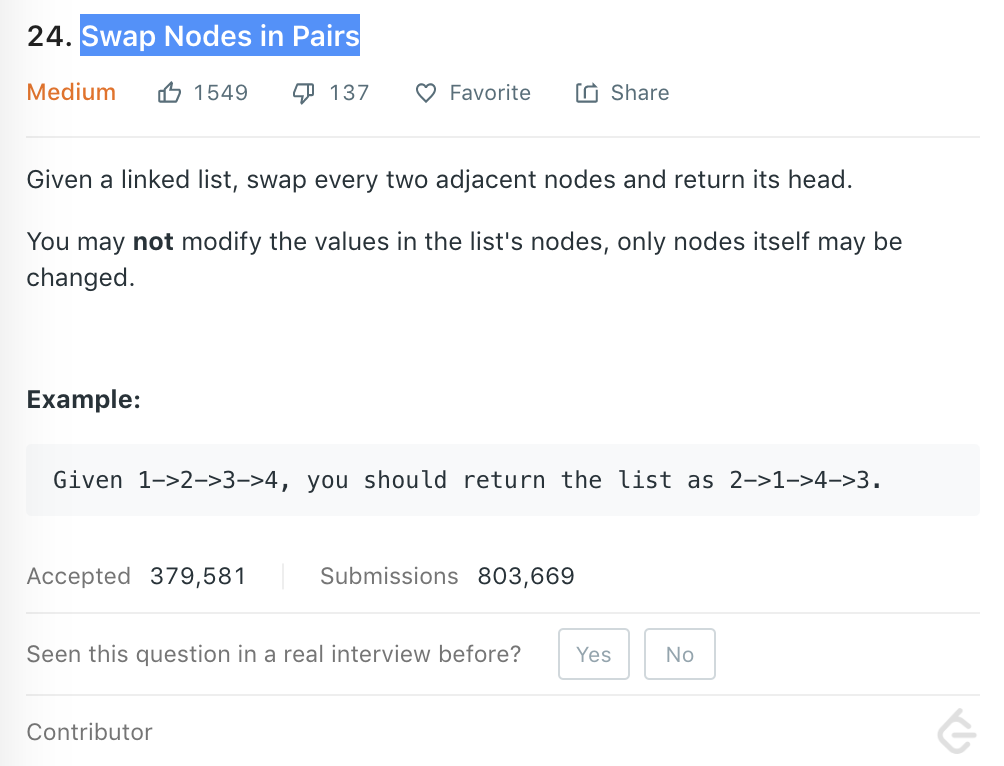 24. Swap Nodes in Pairs
Medium 1549 137 Favorite Share
Given a linked list, swap every two adjacent nodes and return its head.
You may not modify the values in the list's nodes, only nodes itself may be
changed.
Example:
Given 1->2->3->4, you should return the list as 2->1->4->3.
Accepted 379,581 Submissions 803,669
Seen this question in a real interview before? Yes No
Contributor